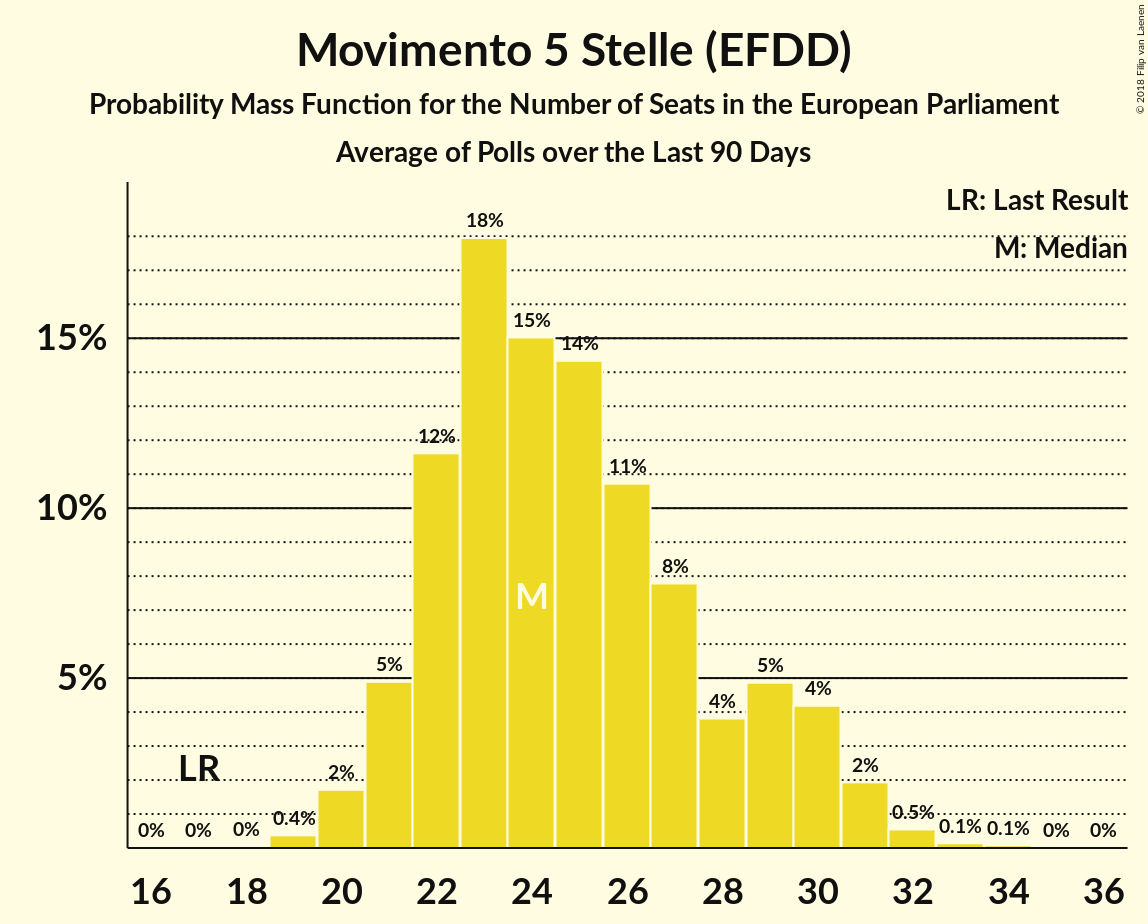 Movimento 5 Stelle (EFDD)
Probability Mass Function for the Number of Seats in the European Parliament
Average of Polls over the Last 90 Days
© 2018 Filip van Laenen
LR: Last Result
M: Median
18%
15%
15%
14%
12%
11%
10%
8%
M
5%
5%
5%
4%
4%
LR
2%
2%
0%
0%
0%
0.4%
0.5%
0.1%
0.1%
0%
0%
16 18 20 22 24 26 28 30 32 34 36